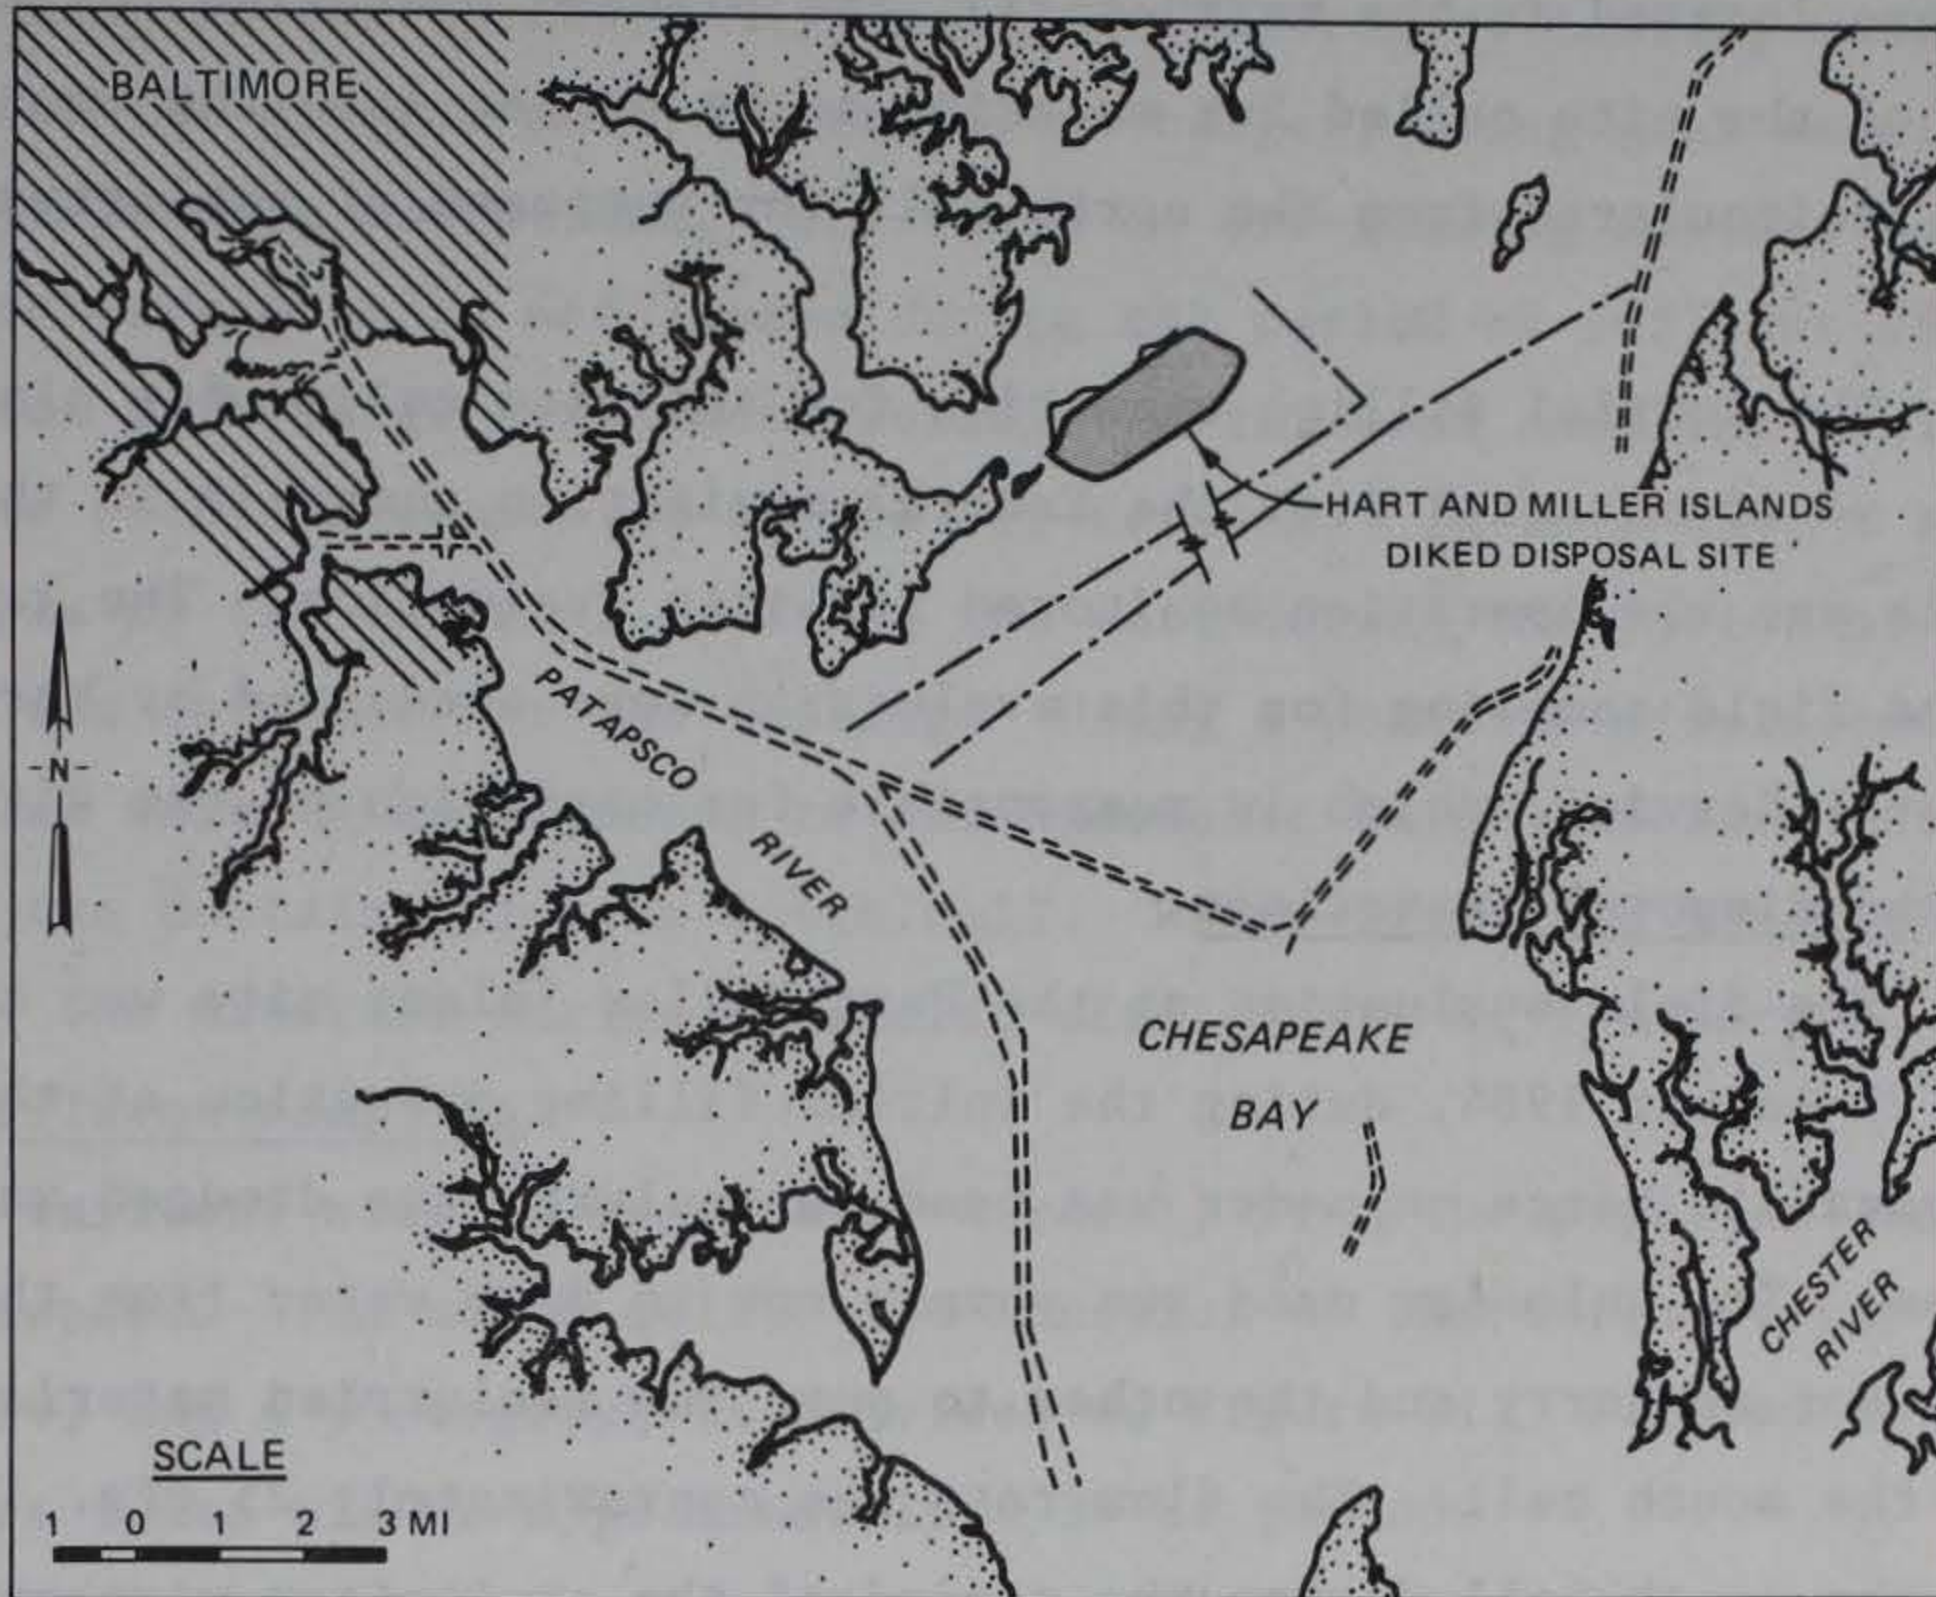 BALTIMORE
HART AND MILLER ISLANDS
DIKED DISPOSAL SITE
PATAPSCO
RIVER
-N-
CHESAPEAKE
BAY
CHESTER
RIVER
SCALE
1 0 1 2 3 MI